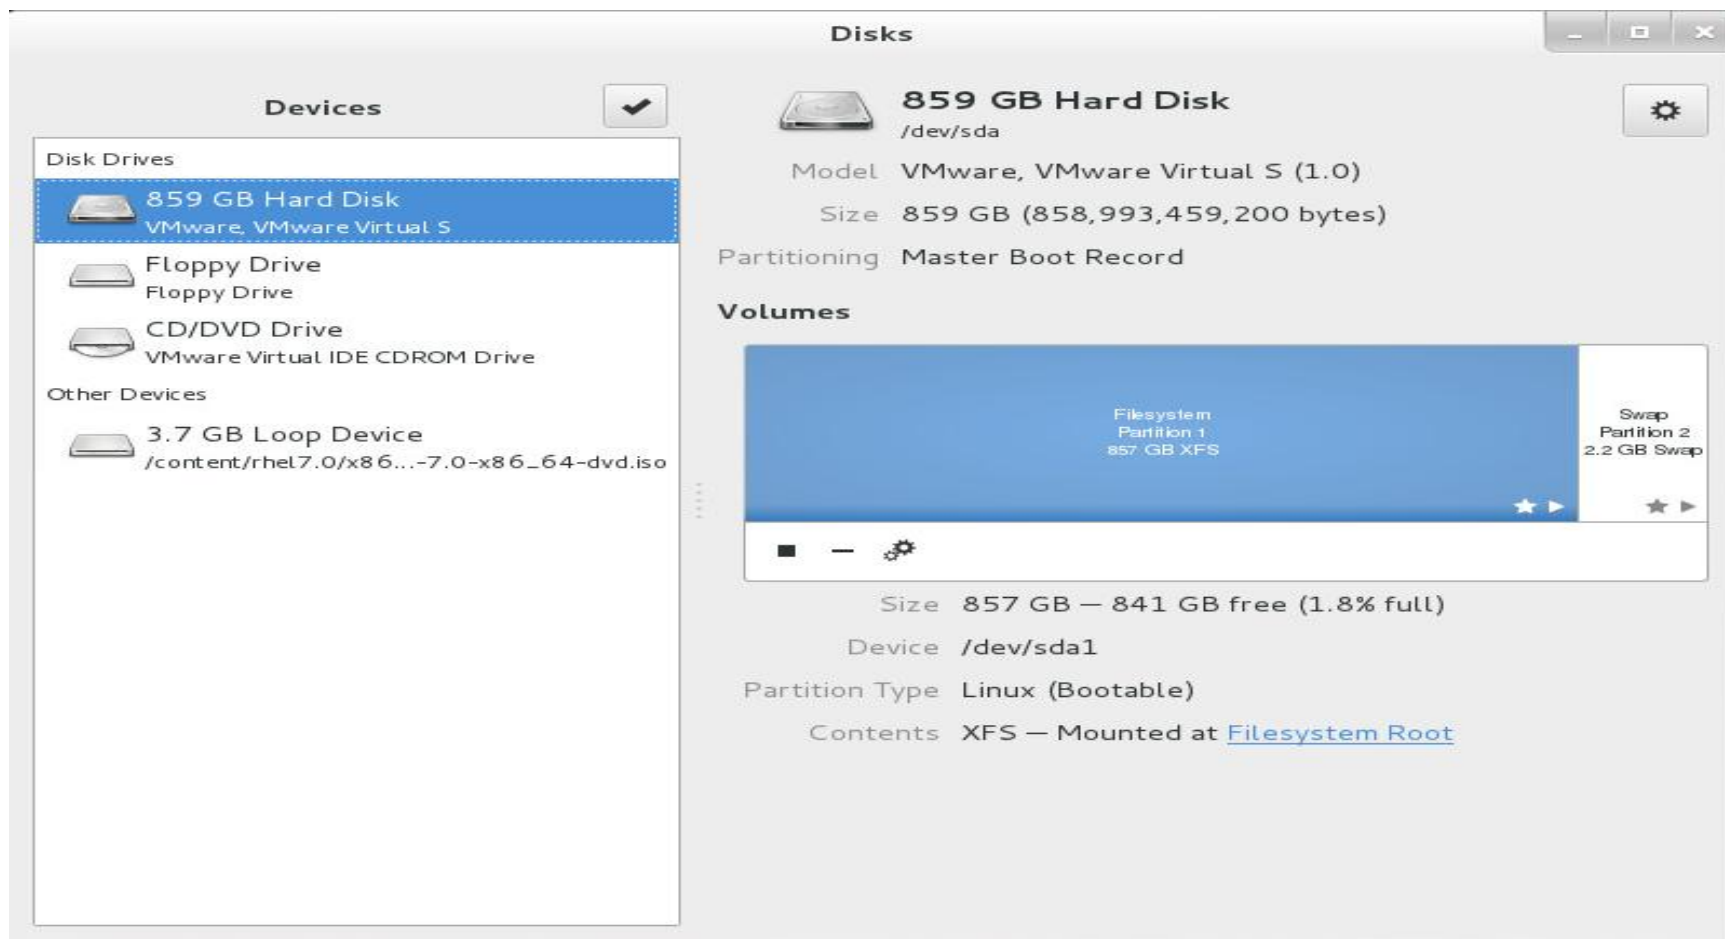 Disks
Devices
Disk Drives
859 GB Hard Disk
VMware, VMware Virtual S
Floppy Drive
Floppy Drive
CD/DVD Drive
VMware Virtual IDE CDROM Drive
Other Devices
3.7 GB Loop Device
/content/rhel7.0/x86...-7.0-x86_64-dvd.iso
859 GB Hard Disk
/dev/sda
Model VMware, VMware Virtual S (1.0)
Size 859 GB (858,993,459,200 bytes)
Partitioning Master Boot Record
Volumes
Filesystem
Partition 1
857 GB XFS
Swap
Partition 2
2.2 GB Swap
Size 857 GB — 841 GB free (1.8% full)
Device /dev/sda1
Partition Type Linux (Bootable)
Contents XFS — Mounted at Filesystem Root